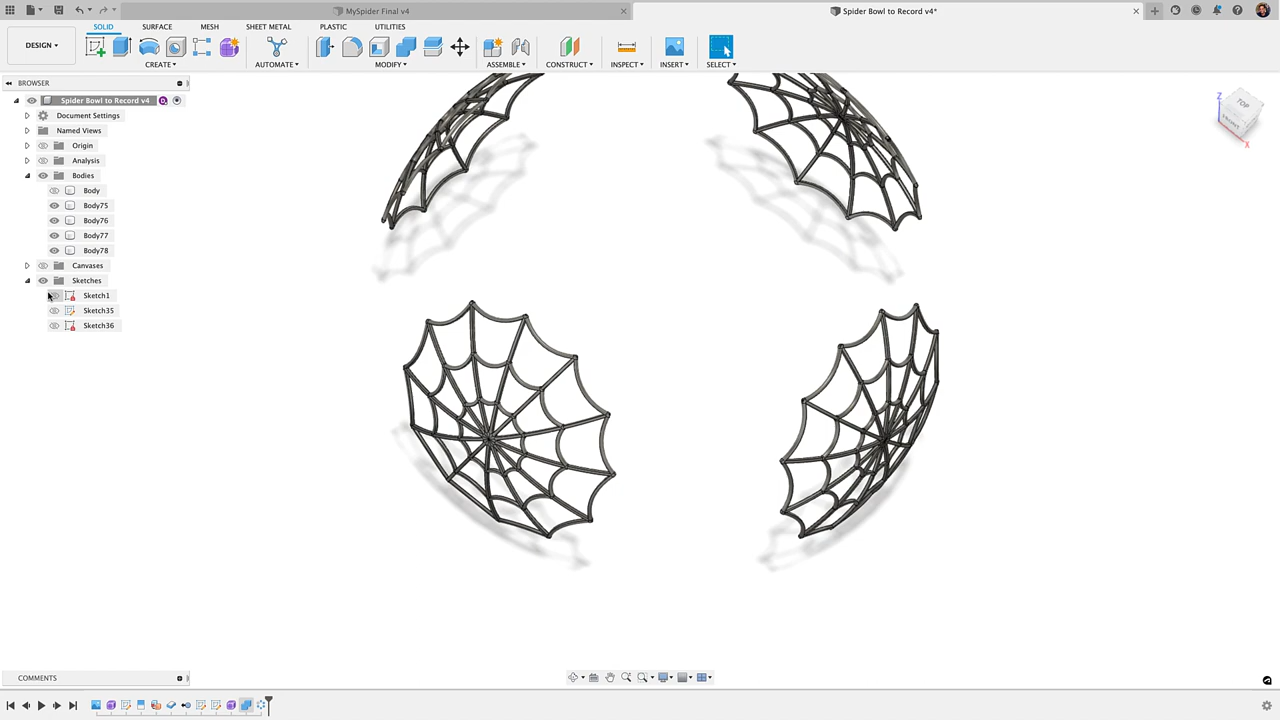 MySpider Final v4
Spider Bowl to Record v4*
DESIGN
SOLID SURFACE MESH SHEET METAL PLASTIC UTILITIES
CREATE AUTOMATE MODIFY ASSEMBLE CONSTRUCT INSPECT INSERT SELECT
BROWSER
Spider Bowl to Record v4
Document Settings
Named Views
Origin
Analysis
Bodies
Body
Body75
Body76
Body77
Body78
Canvases
Sketches
Sketch1
Sketch35
Sketch36
Z
TOP
FRONT
X
COMMENTS